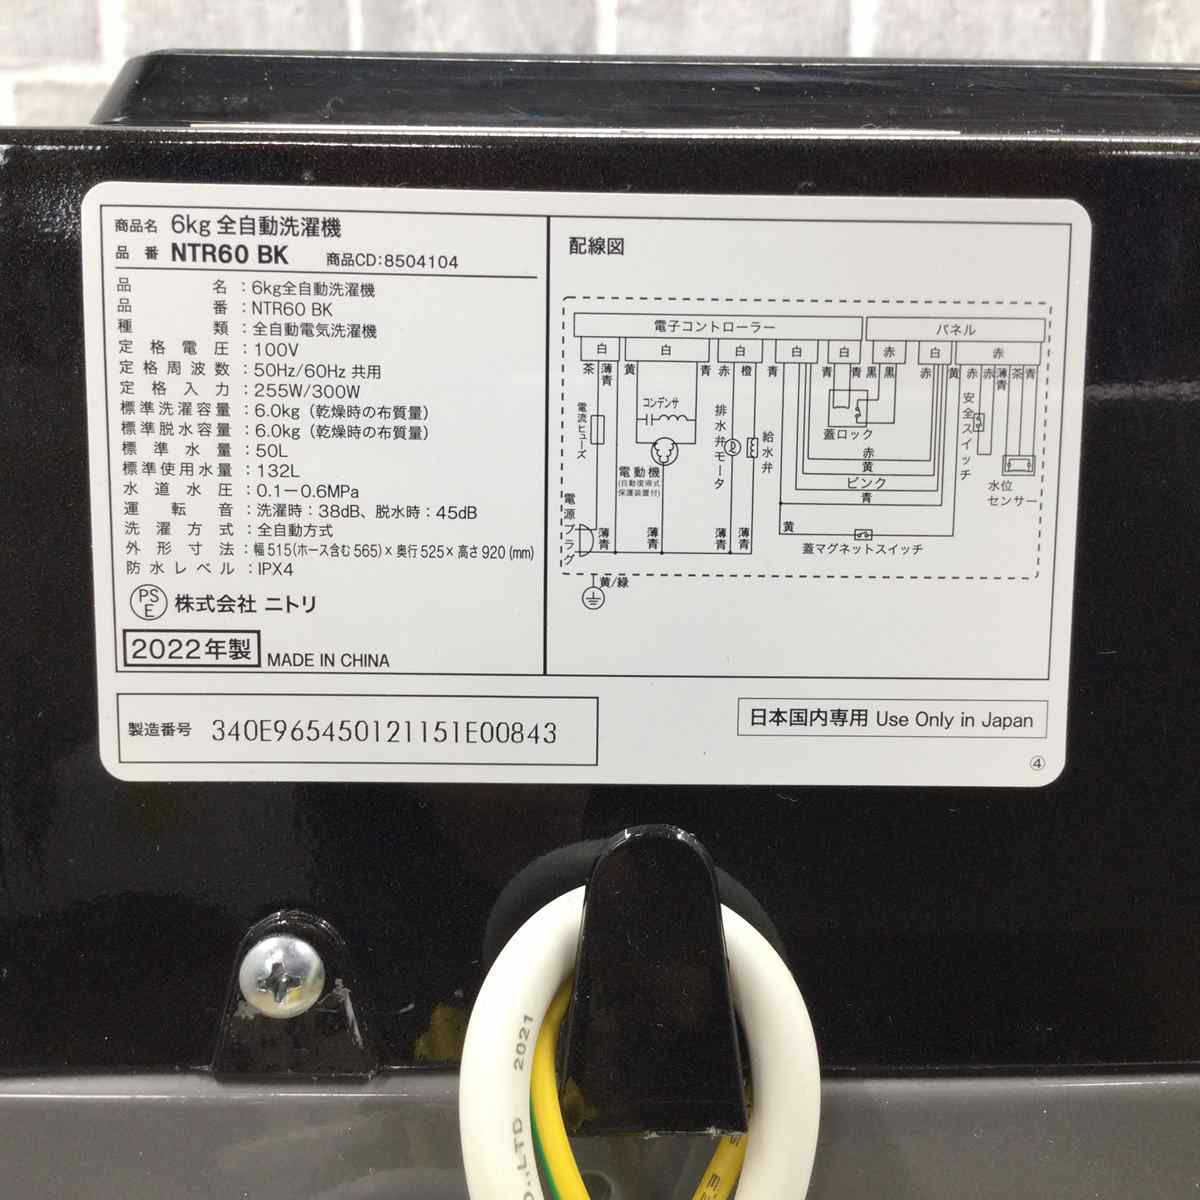 商品名 6kg 全自動洗濯機
品番 NTR60 BK 商品CD:8504104
品名:6kg全自動洗濯機
品番:NTR60 BK
種類:全自動電気洗濯機
定格電圧:100V
定格周波数:50Hz/60Hz 共用
定格入力:255W/300W
標準洗濯容量:6.0kg (乾燥時の布質量)
標準脱水容量:6.0kg (乾燥時の布質量)
標準水量:50L
標準使用水量:132L
水道水圧:0.1-0.6MPa
運転音:洗濯時:38dB、脱水時:45dB
洗濯方式:全自動方式
外形寸法:幅515(ホース含む565)×奥行525×高さ920(mm)
防水レベル:IPX4
PS E 株式会社 ニトリ
2022年製 MADE IN CHINA
配線図
電子コントローラー パネル
白 白 白 白 白 赤 白 赤
茶 薄青 黄 青 赤 橙 青 青 黒 黒 赤 黄 赤 赤 薄青 茶 青
電流ヒューズ
コンデンサ
電動機
(自動復帰式
保護装置付)
排水弁モータ
給水弁
蓋ロック
安全スイッチ
水位
センサー
赤
黄
ピンク
青
電源プラグ
薄青 薄青 薄青 薄青
黄
蓋マグネットスイッチ
黄/緑
製造番号 340E965450121151E00843
日本国内専用 Use Only in Japan
④
2021
.,LTD